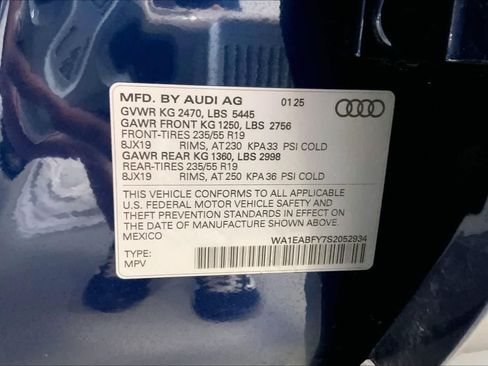 MFD. BY AUDI AG 01 25
GVWR KG 2470, LBS 5445
GAWR FRONT KG 1250, LBS 2756
FRONT-TIRES 235/55 R19
8JX19 RIMS, AT 230 KPA 33 PSI COLD
GAWR REAR KG 1360, LBS 2998
REAR-TIRES 235/55 R19
8JX19 RIMS, AT 250 KPA 36 PSI COLD
THIS VEHICLE CONFORMS TO ALL APPLICABLE
U.S. FEDERAL MOTOR VEHICLE SAFETY AND
THEFT PREVENTION STANDARDS IN EFFECT ON
THE DATE OF MANUFACTURE SHOWN ABOVE.
MEXICO WA1EABFY7S2052934
TYPE:
MPV